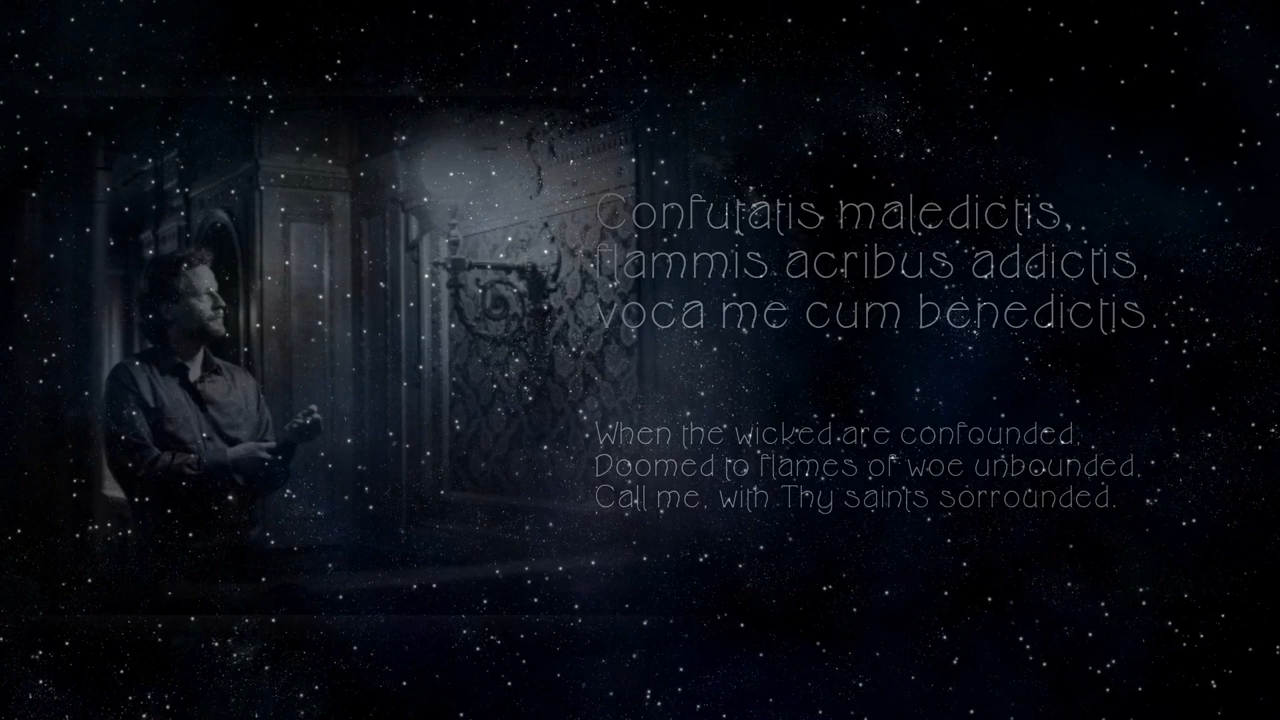 Confutatis maledictis,
flammis acribus addictis,
voca me cum benedictis.
When the wicked are confounded,
Doomed to flames of woe unbounded,
Call me, with Thy saints sorrounded.